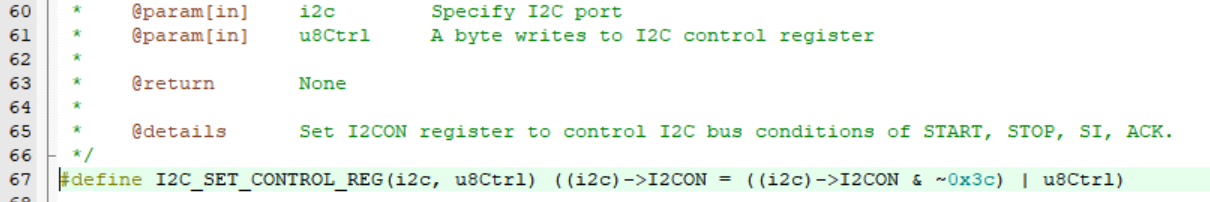 60 * @param[in] i2c Specify I2C port
61 * @param[in] u8Ctrl A byte writes to I2C control register
62 *
63 * @return None
64 *
65 * @details Set I2CON register to control I2C bus conditions of START, STOP, SI, ACK.
66 */
67 #define I2C_SET_CONTROL_REG(i2c, u8Ctrl) ((i2c)->I2CON = ((i2c)->I2CON & ~0x3c) | u8Ctrl)